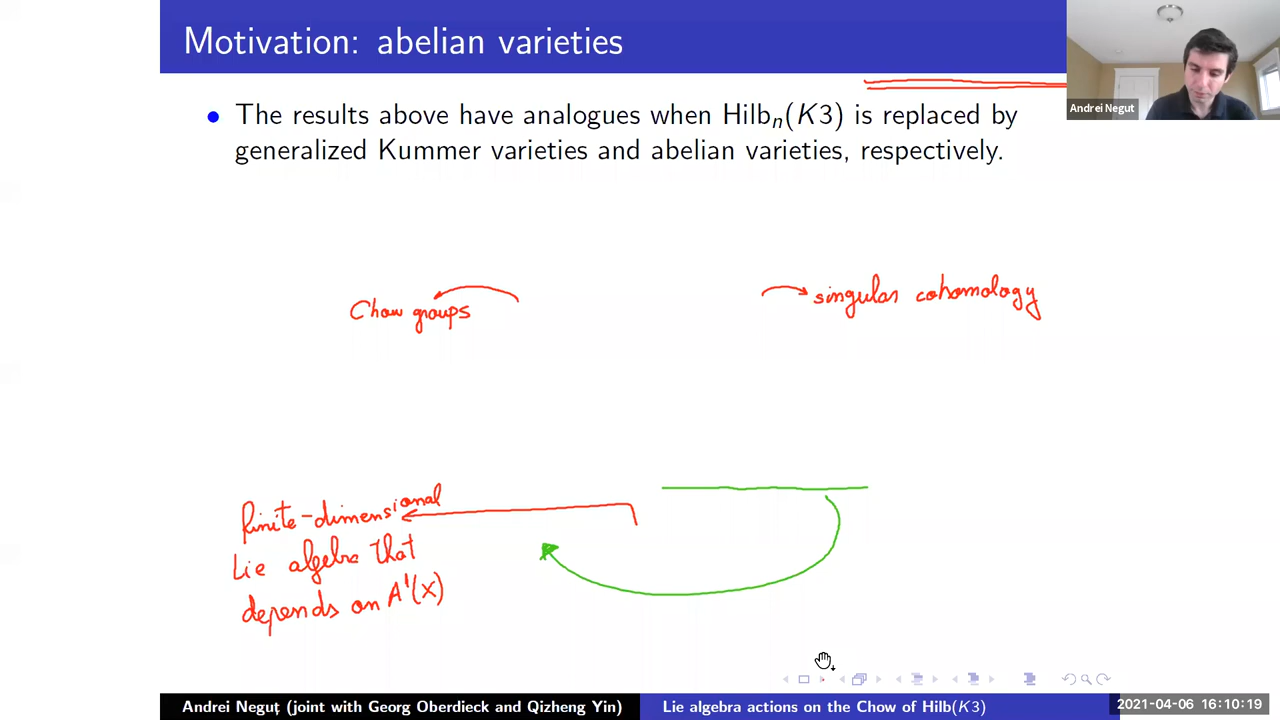 Motivation: abelian varieties
Andrei Negut
The results above have analogues when Hilbₙ(K3) is replaced by
generalized Kummer varieties and abelian varieties, respectively.
Chow groups
singular cohomology
finite-dimensional
Lie algebra that
depends on A¹(X)
Andrei Neguț (joint with Georg Oberdieck and Qizheng Yin)
Lie algebra actions on the Chow of Hilb(K3)
2021-04-06 16:10:19